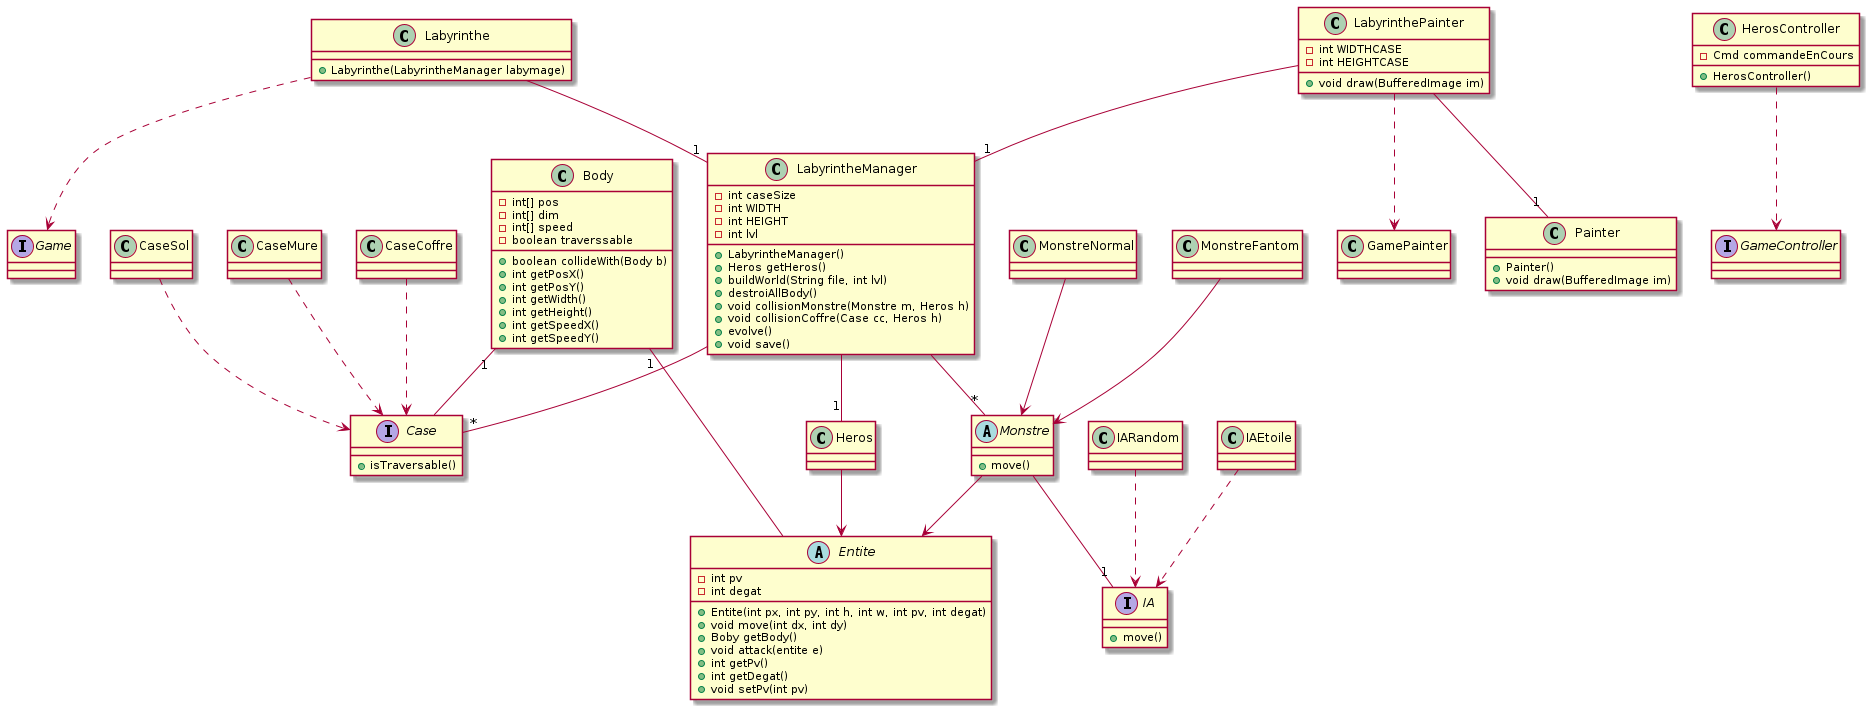 C Labyrinthe
Labyrinthe(LabyrintheManager labymage)
C LabyrinthePainter
int WIDTHCASE
int HEIGHTCASE
void draw(BufferedImage im)
C HerosController
Cmd commandeEnCours
HerosController()
1
1
1
I Game
C CaseSol
C CaseMure
C CaseCoffre
C Body
int[] pos
int[] dim
int[] speed
boolean traverssable
boolean collideWith(Body b)
int getPosX()
int getPosY()
int getWidth()
int getHeight()
int getSpeedX()
int getSpeedY()
C LabyrintheManager
int caseSize
int WIDTH
int HEIGHT
int lvl
LabyrintheManager()
Heros getHeros()
buildWorld(String file, int lvl)
destroiAllBody()
void collisionMonstre(Monstre m, Heros h)
void collisionCoffre(Case cc, Heros h)
evolve()
void save()
C MonstreNormal
C MonstreFantom
C GamePainter
C Painter
Painter()
void draw(BufferedImage im)
I GameController
1
1
*
1
*
I Case
isTraversable()
C Heros
A Monstre
move()
C IARandom
C IAEtoile
1
A Entite
int pv
int degat
Entite(int px, int py, int h, int w, int pv, int degat)
void move(int dx, int dy)
Boby getBody()
void attack(entite e)
int getPv()
int getDegat()
void setPv(int pv)
I IA
move()